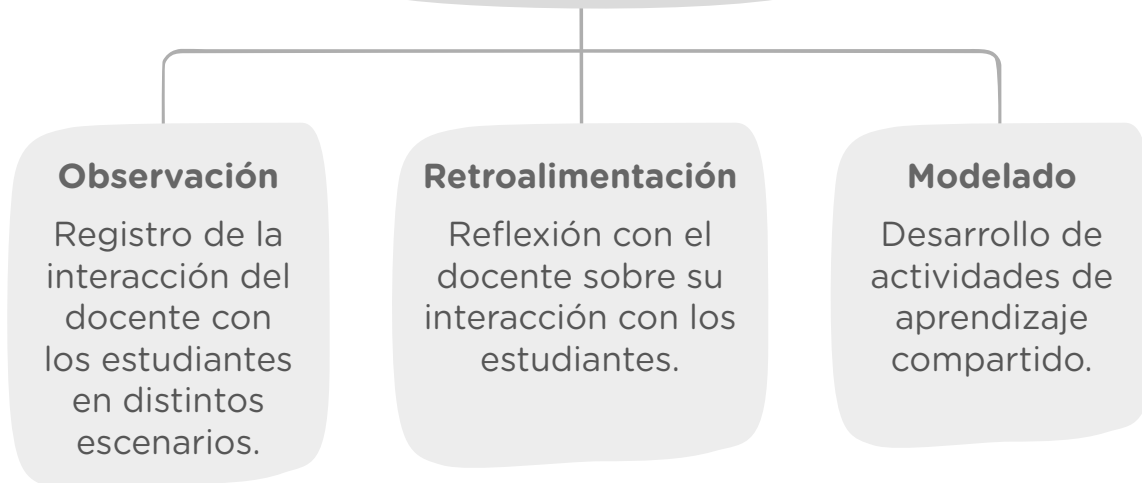 Observación
Registro de la
interacción del
docente con
los estudiantes
en distintos
escenarios.
Retroalimentación
Reflexión con el
docente sobre su
interacción con los
estudiantes.
Modelado
Desarrollo de
actividades de
aprendizaje
compartido.